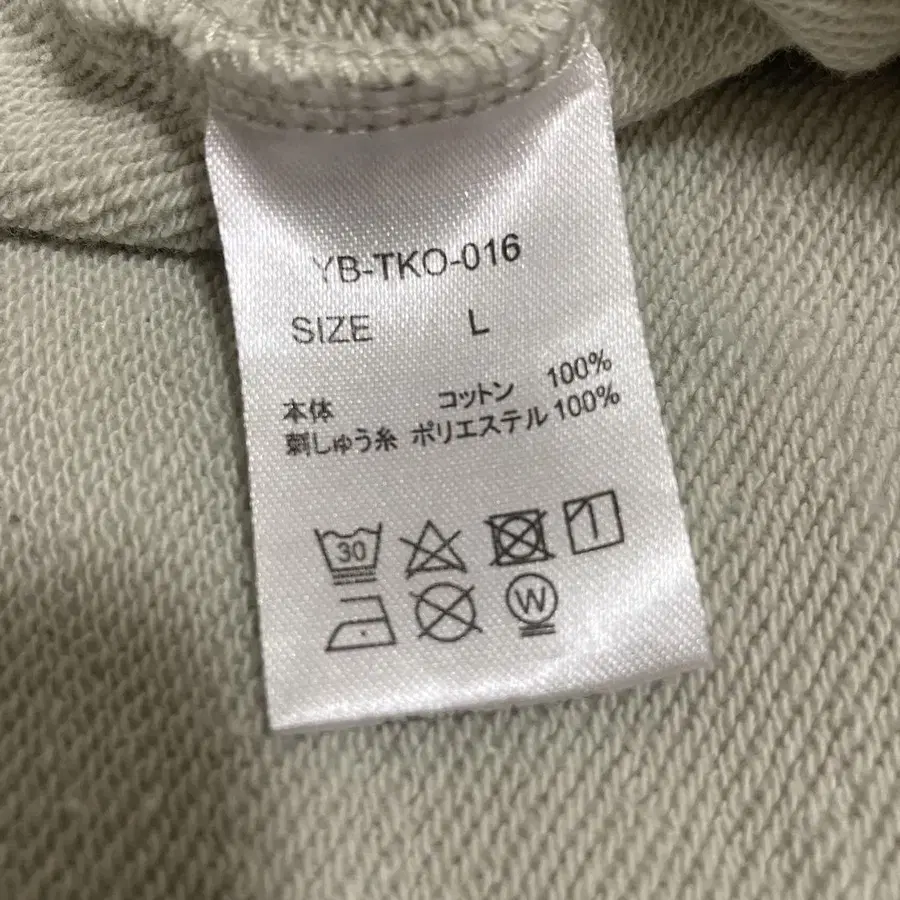 YB-TKO-016
SIZE L
本体 コットン 100%
刺しゅう糸 ポリエステル 100%
30
W